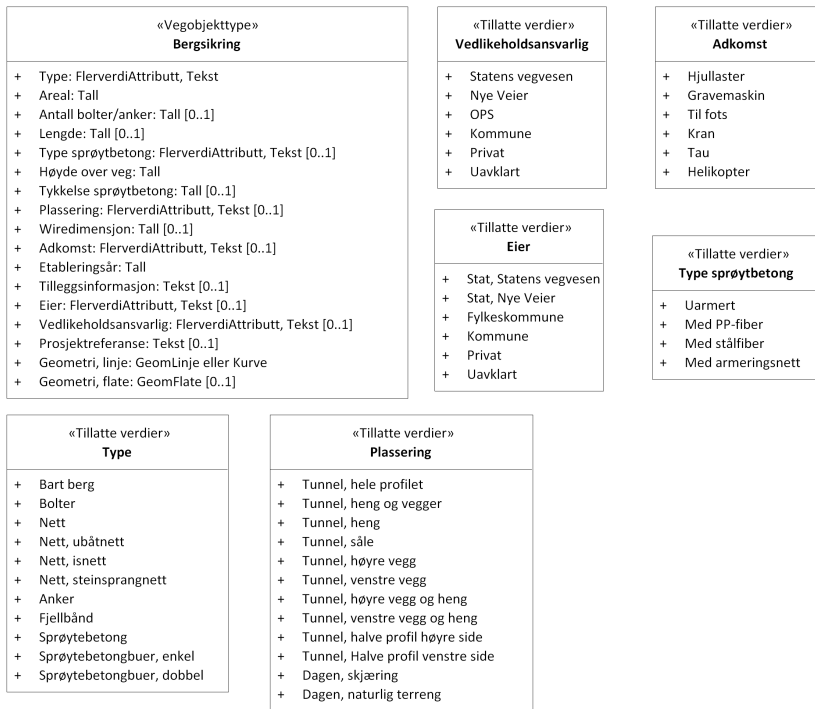 «Vegobjekttype»
Bergsikring
+ Type: FlerverdiAttributt, Tekst
+ Areal: Tall
+ Antall bolter/anker: Tall [0..1]
+ Lengde: Tall [0..1]
+ Type sprøytbetong: FlerverdiAttributt, Tekst [0..1]
+ Høyde over veg: Tall
+ Tykkelse sprøytbetong: Tall [0..1]
+ Plassering: FlerverdiAttributt, Tekst [0..1]
+ Wiredimensjon: Tall [0..1]
+ Adkomst: FlerverdiAttributt, Tekst [0..1]
+ Etableringsår: Tall
+ Tilleggsinformasjon: Tekst [0..1]
+ Eier: FlerverdiAttributt, Tekst [0..1]
+ Vedlikeholdsansvarlig: FlerverdiAttributt, Tekst [0..1]
+ Prosjektreferanse: Tekst [0..1]
+ Geometri, linje: GeomLinje eller Kurve
+ Geometri, flate: GeomFlate [0..1]
«Tillatte verdier»
Vedlikeholdsansvarlig
+ Statens vegvesen
+ Nye Veier
+ OPS
+ Kommune
+ Privat
+ Uavklart
«Tillatte verdier»
Adkomst
+ Hjullaster
+ Gravemaskin
+ Til fots
+ Kran
+ Tau
+ Helikopter
«Tillatte verdier»
Eier
+ Stat, Statens vegvesen
+ Stat, Nye Veier
+ Fylkeskommune
+ Kommune
+ Privat
+ Uavklart
«Tillatte verdier»
Type sprøytbetong
+ Uarmert
+ Med PP-fiber
+ Med stålfiber
+ Med armeringsnett
«Tillatte verdier»
Type
+ Bart berg
+ Bolter
+ Nett
+ Nett, ubåtnett
+ Nett, isnett
+ Nett, steinsprangnett
+ Anker
+ Fjellbånd
+ Sprøytebetong
+ Sprøytebetongbuer, enkel
+ Sprøytebetongbuer, dobbel
«Tillatte verdier»
Plassering
+ Tunnel, hele profilet
+ Tunnel, heng og vegger
+ Tunnel, heng
+ Tunnel, såle
+ Tunnel, høyre vegg
+ Tunnel, venstre vegg
+ Tunnel, høyre vegg og heng
+ Tunnel, venstre vegg og heng
+ Tunnel, halve profil høyre side
+ Tunnel, Halve profil venstre side
+ Dagen, skjæring
+ Dagen, naturlig terreng